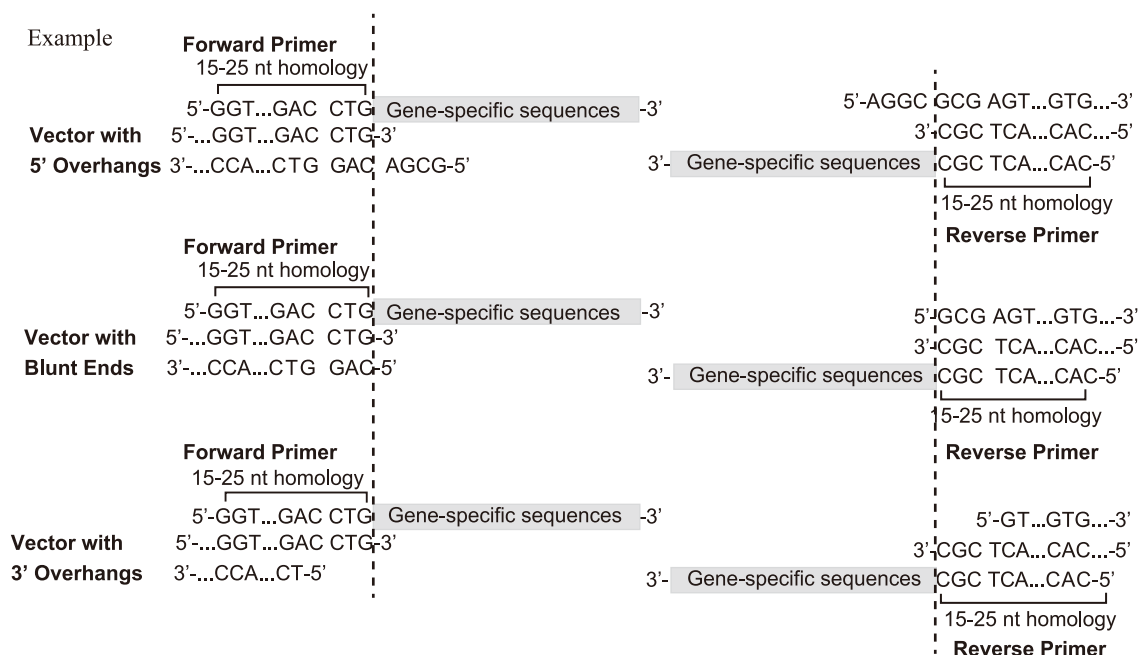 Example
Forward Primer
15-25 nt homology
5’-GGT...GAC CTG Gene-specific sequences -3’
Vector with 5’-...GGT...GAC CTG-3’
5’ Overhangs 3’-...CCA...CTG GAC AGCG-5’
5’-AGGC GCG AGT...GTG...-3’
3’-CGC TCA...CAC...-5’
3’- Gene-specific sequences CGC TCA...CAC-5’
15-25 nt homology
Reverse Primer
Forward Primer
15-25 nt homology
5’-GGT...GAC CTG Gene-specific sequences -3’
Vector with 5’-...GGT...GAC CTG-3’
Blunt Ends 3’-...CCA...CTG GAC-5’
5’-GCG AGT...GTG...-3’
3’-CGC TCA...CAC...-5’
3’- Gene-specific sequences CGC TCA...CAC-5’
15-25 nt homology
Reverse Primer
Forward Primer
15-25 nt homology
5’-GGT...GAC CTG Gene-specific sequences -3’
Vector with 5’-...GGT...GAC CTG-3’
3’ Overhangs 3’-...CCA...CT-5’
5’-GT...GTG...-3’
3’-CGC TCA...CAC...-5’
3’- Gene-specific sequences CGC TCA...CAC-5’
15-25 nt homology
Reverse Primer